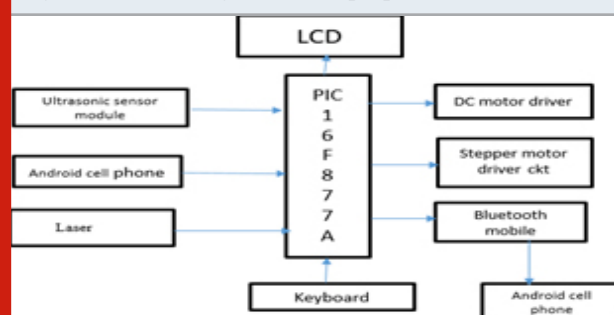 LCD
Ultrasonic sensor
module
Android cell phone
Laser
PIC
1
6
F
8
7
7
A
DC motor driver
Stepper motor
driver ckt
Bluetooth
mobile
Keyboard
Android cell
phone